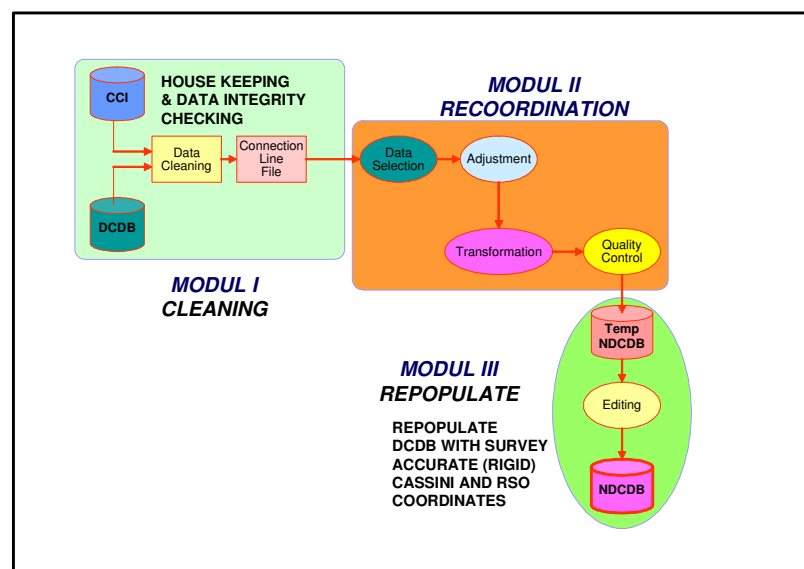 CCI
HOUSE KEEPING
& DATA INTEGRITY
CHECKING
Data
Cleaning
Connection
Line
File
DCDB
MODUL I
CLEANING
MODUL II
RECOORDINATION
Data
Selection
Adjustment
Transformation
Quality
Control
MODUL III
REPOPULATE
REPOPULATE
DCDB WITH SURVEY
ACCURATE (RIGID)
CASSINI AND RSO
COORDINATES
Temp
NDCDB
Editing
NDCDB